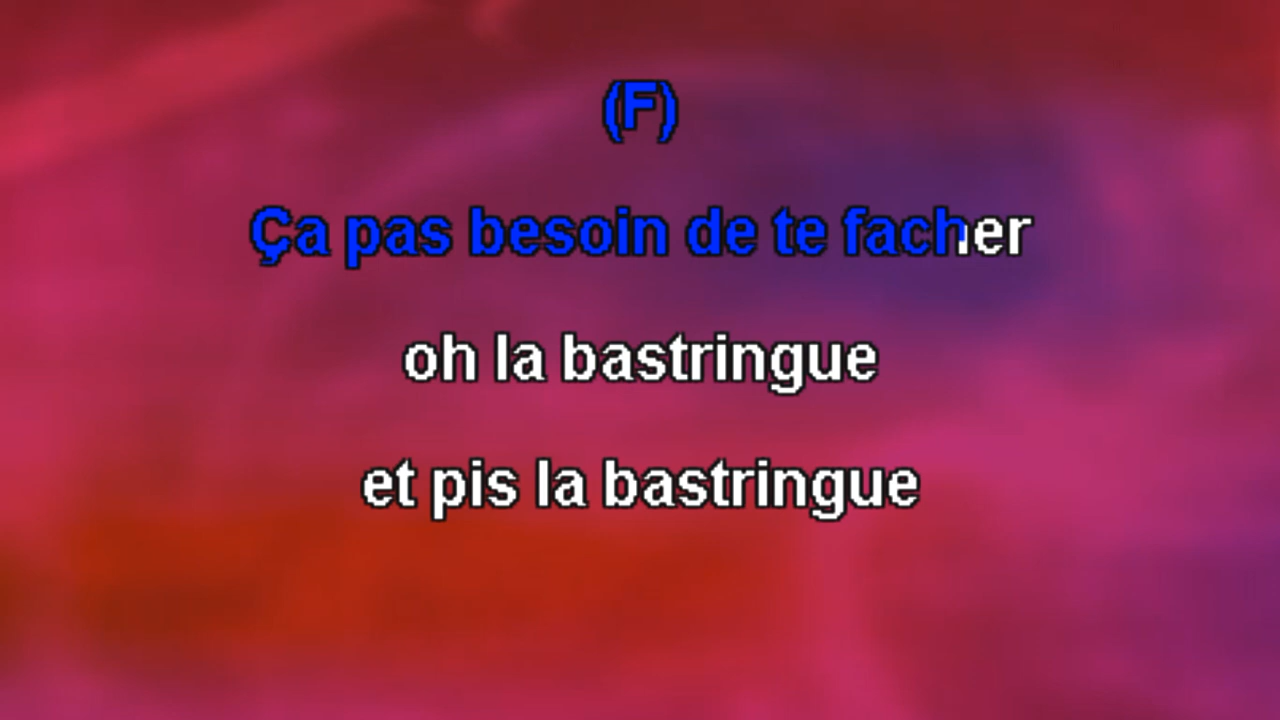 (F)
Ça pas besoin de te facher
oh la bastringue
et pis la bastringue